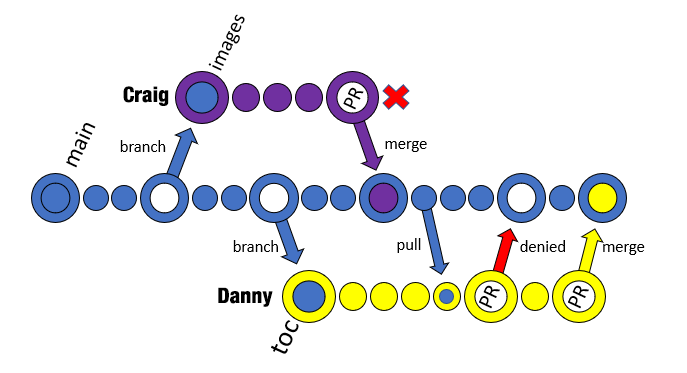 images
Craig
PR
main
branch
merge
branch
pull
denied
merge
Danny
PR
PR
toc